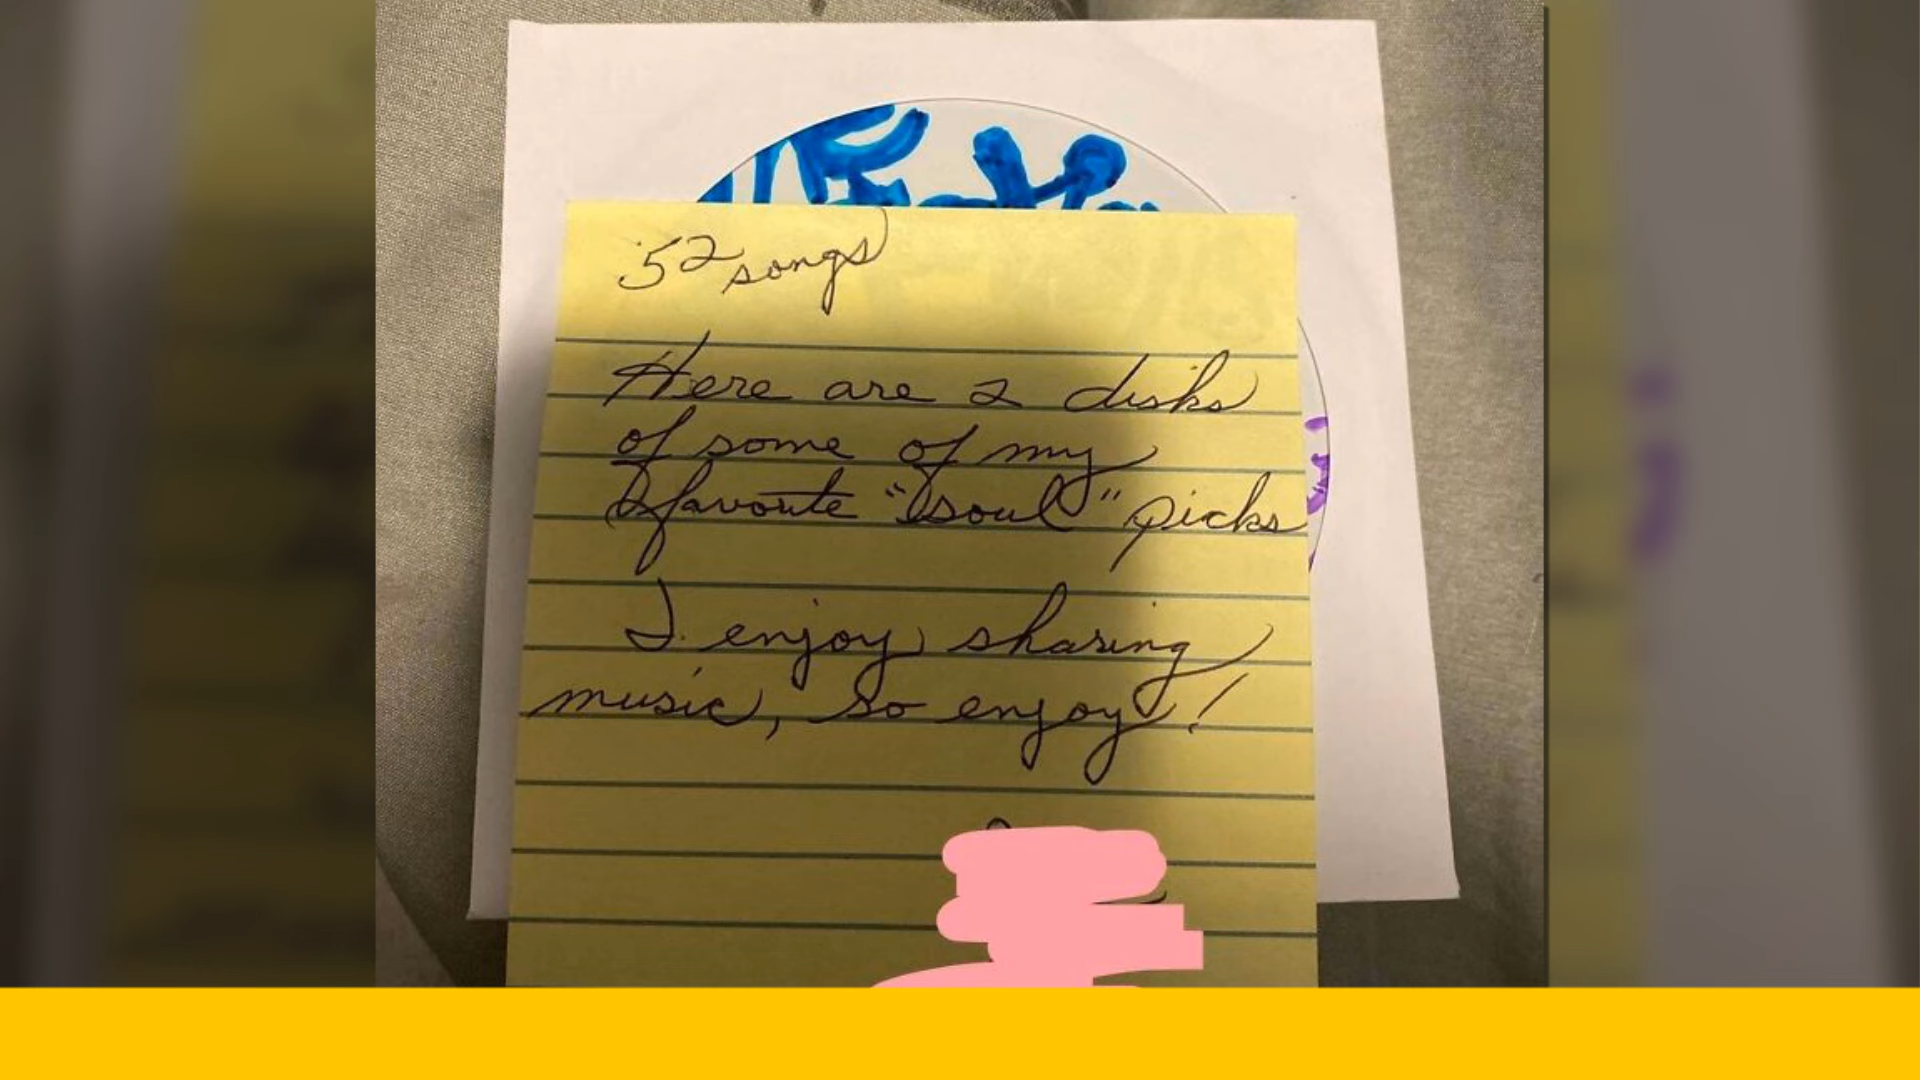 52 songs
Here are 2 disks
of some of my
favorite "soul" picks
I enjoy sharing
music, so enjoy!